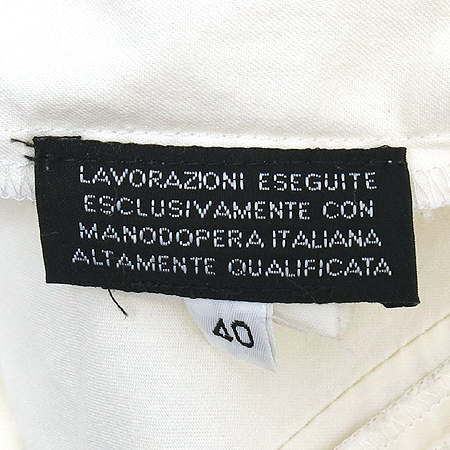 LAVORAZIONI ESEGUITE
ESCLUSIVAMENTE CON
MANODOPERA ITALIANA
ALTAMENTE QUALIFICATA
40